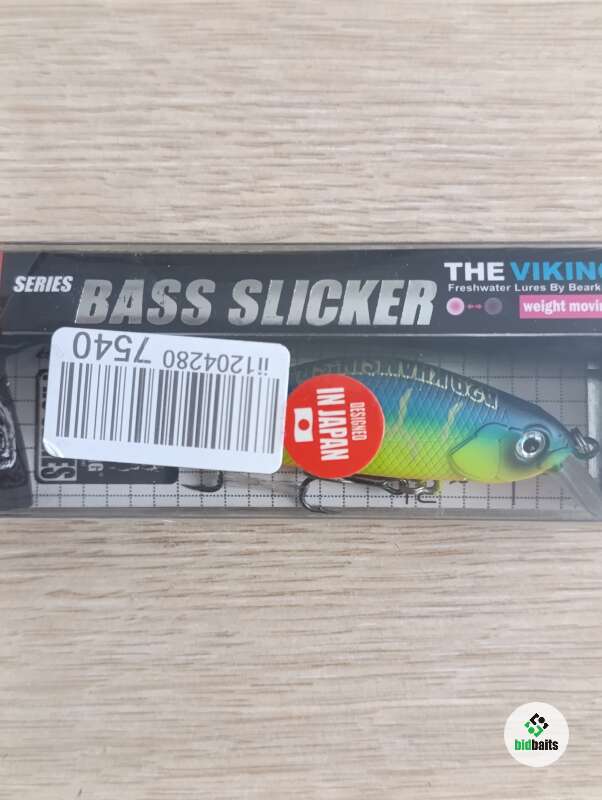 SERIES
BASS SLICKER
THE VIKING
Freshwater Lures By Bearki
weight movin
ii1204280 7540
DESIGNED
IN JAPAN
bidbaits